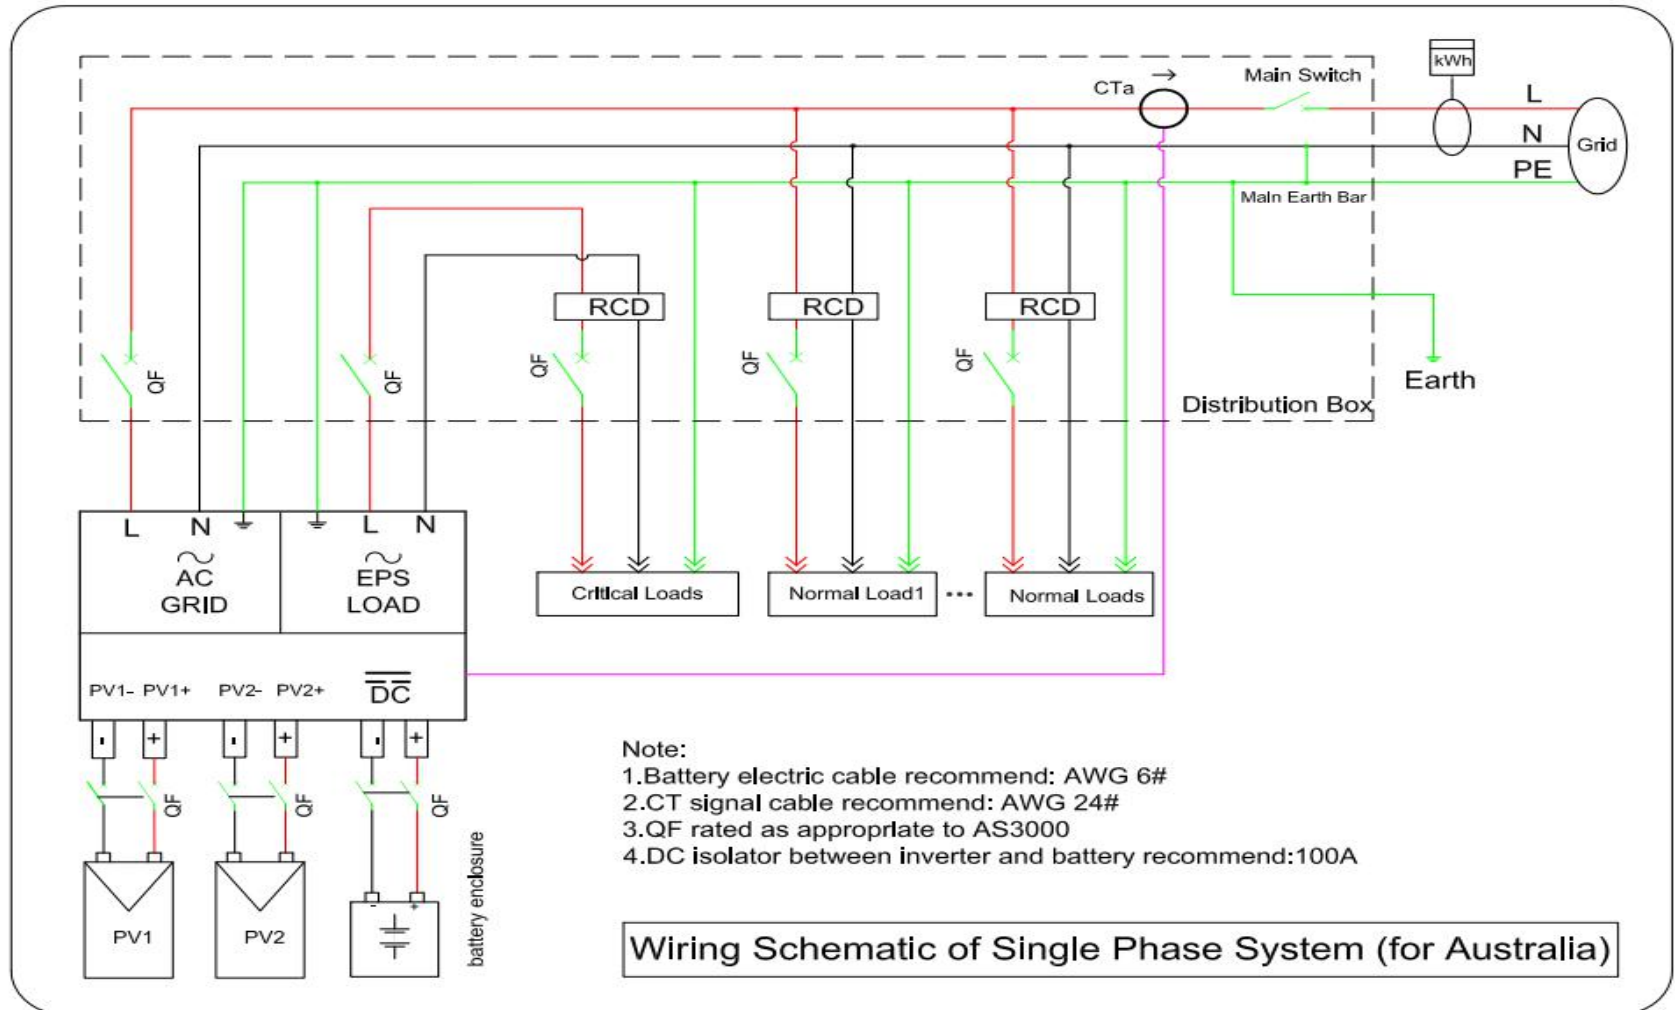 kWh
Main Switch
CTa
L
N
Grid
PE
Main Earth Bar
RCD
RCD
RCD
QF
QF
QF
QF
QF
Earth
Distribution Box
L
N
L
N
AC
GRID
EPS
LOAD
Critical Loads
Normal Load1
•••
Normal Loads
PV1-
PV1+
PV2-
PV2+
DC
-
+
-
+
-
+
QF
QF
QF
battery enclosure
-
+
PV1
PV2
Note:
1.Battery electric cable recommend: AWG 6#
2.CT signal cable recommend: AWG 24#
3.QF rated as appropriate to AS3000
4.DC isolator between inverter and battery recommend:100A
Wiring Schematic of Single Phase System (for Australia)